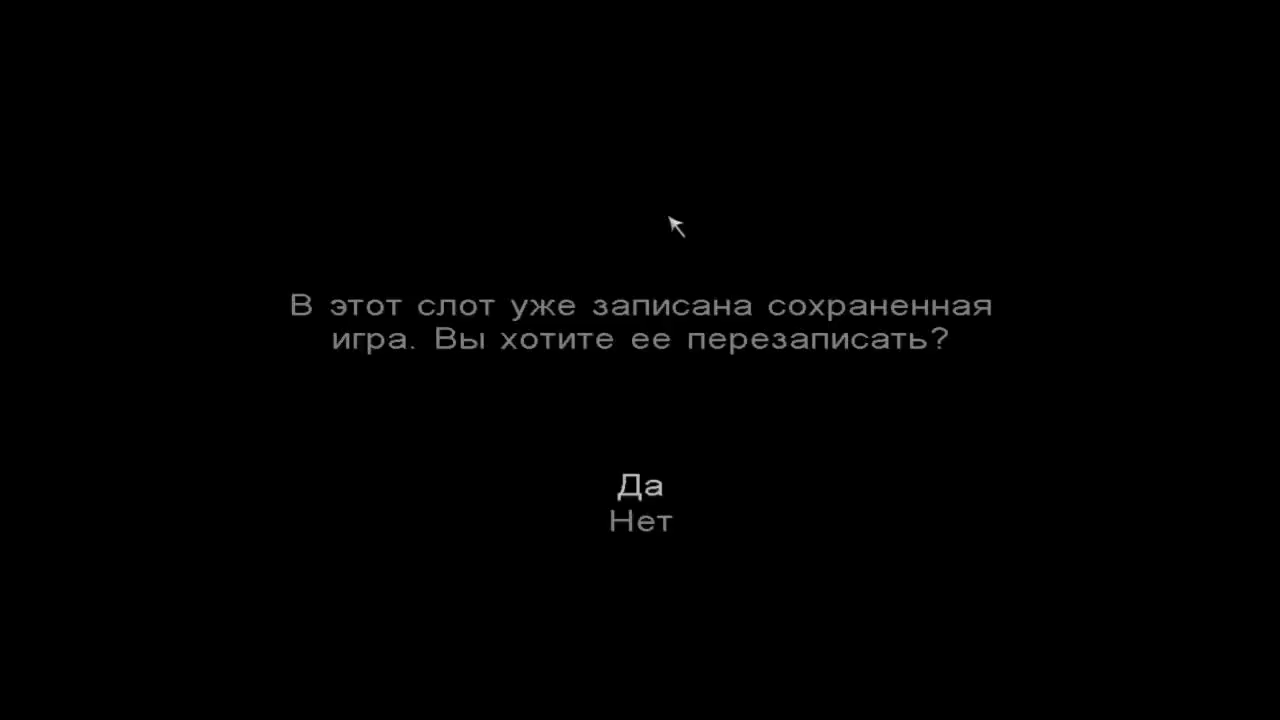 В этот слот уже записана сохраненная
игра. Вы хотите ее перезаписать?
Да
Нет